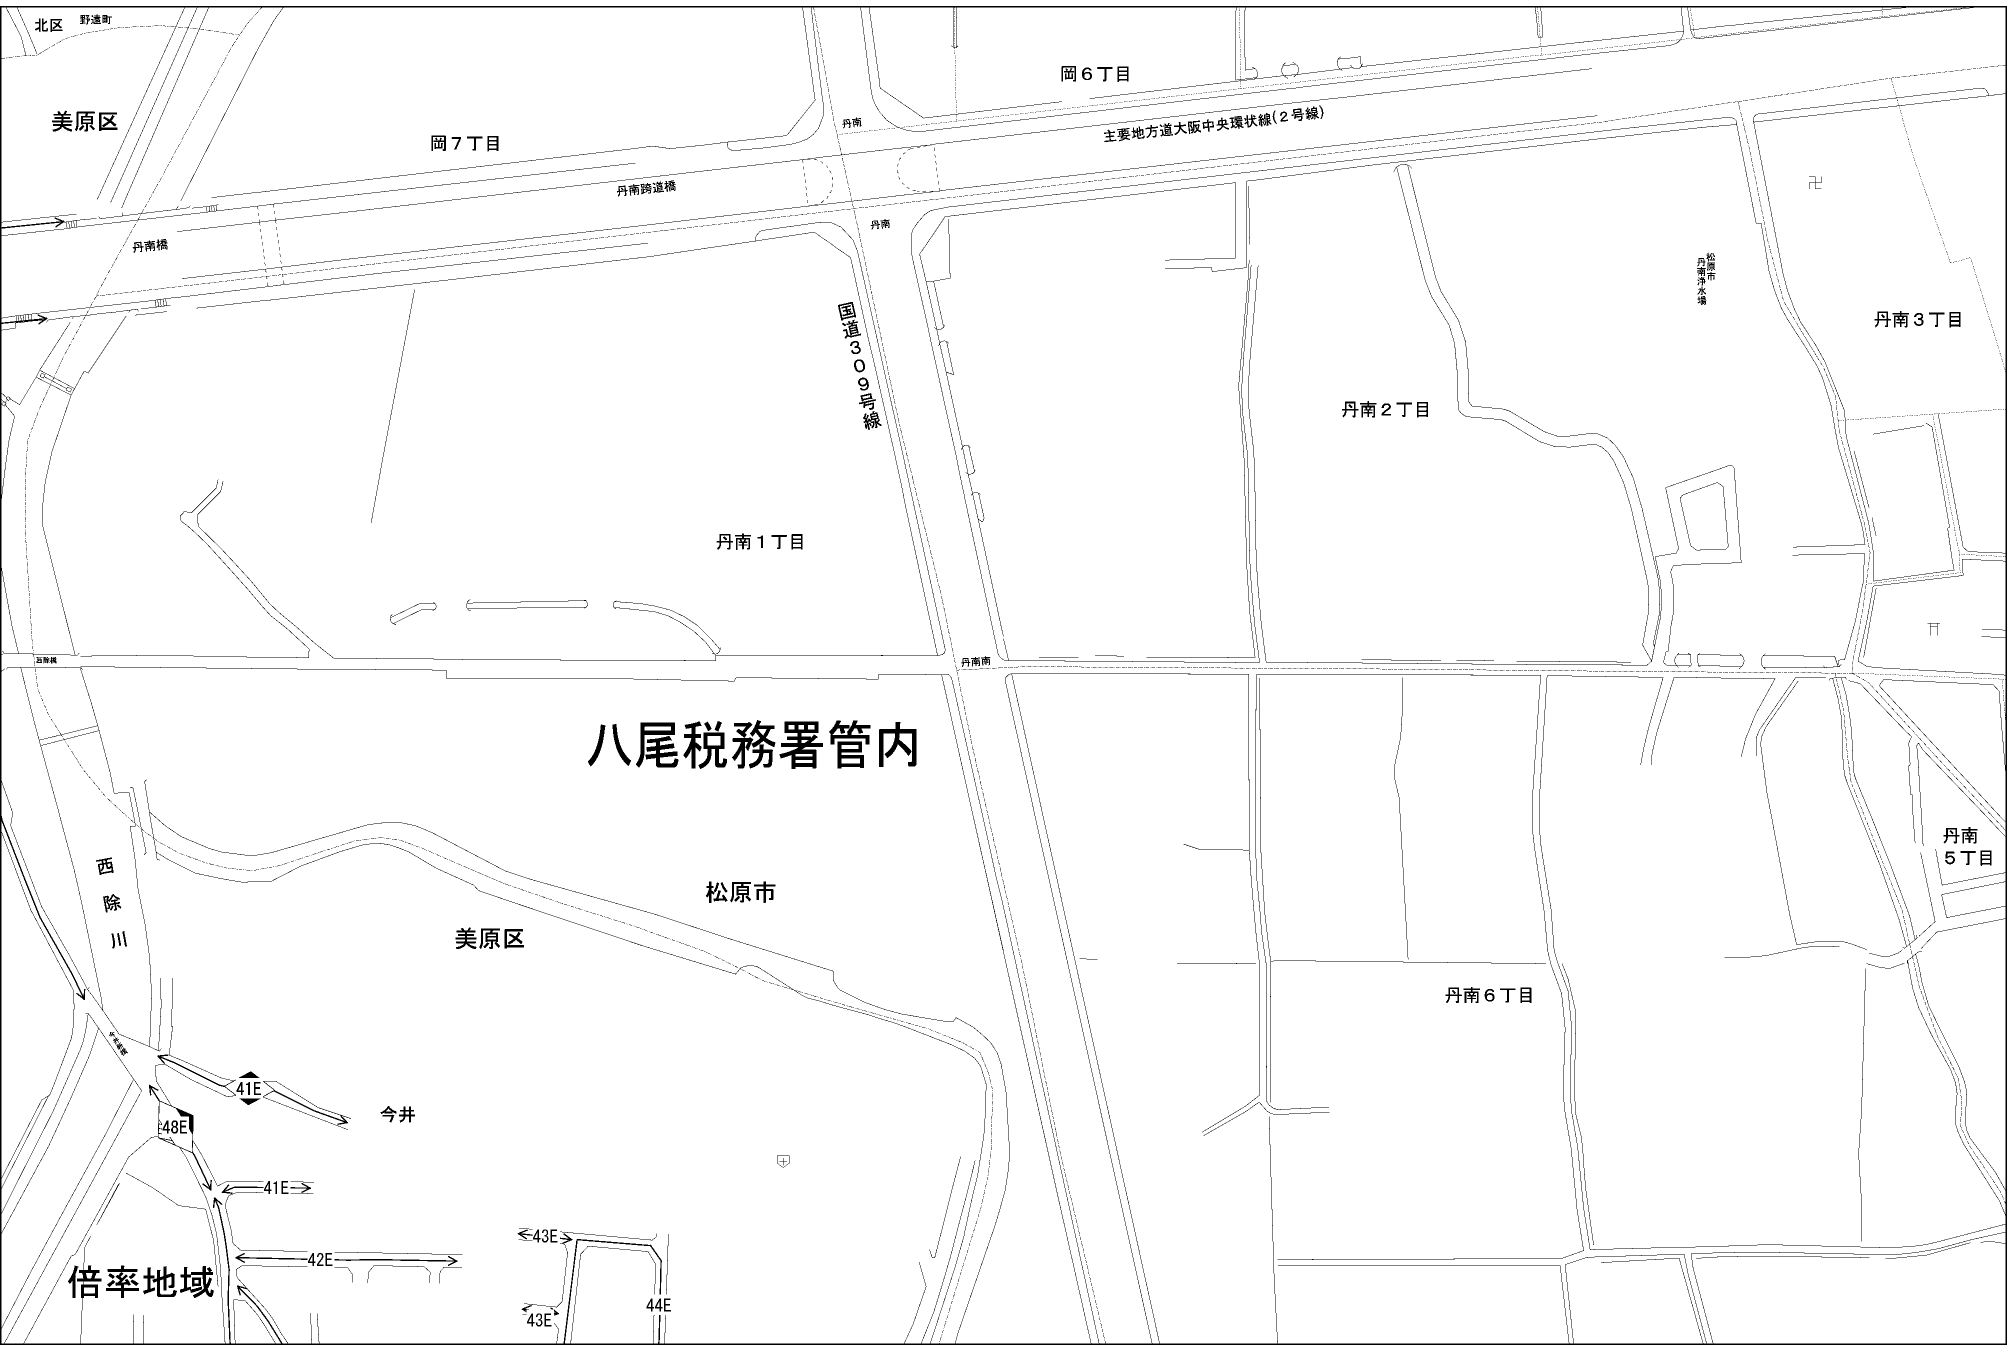 北区
野遠町
美原区
岡７丁目
岡６丁目
丹南
主要地方道大阪中央環状線(２号線)
丹南跨道橋
丹南橋
丹南
国道３０９号線
松原市
丹南浄水場
丹南３丁目
丹南２丁目
丹南１丁目
西除橋
丹南南
八尾税務署管内
丹南
５丁目
西除川
松原市
美原区
丹南６丁目
41E
今井
48E
41E
43E
42E
倍率地域
44E
43E